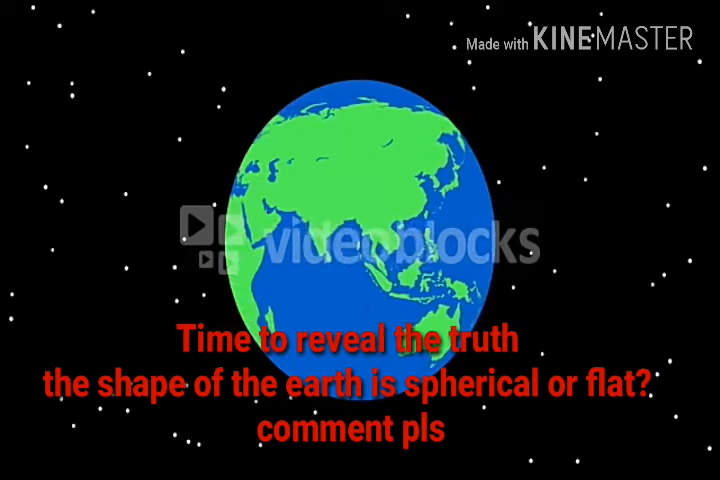 Made with KINEMASTER
videoblocks
Time to reveal the truth
the shape of the earth is spherical or flat?
comment pls